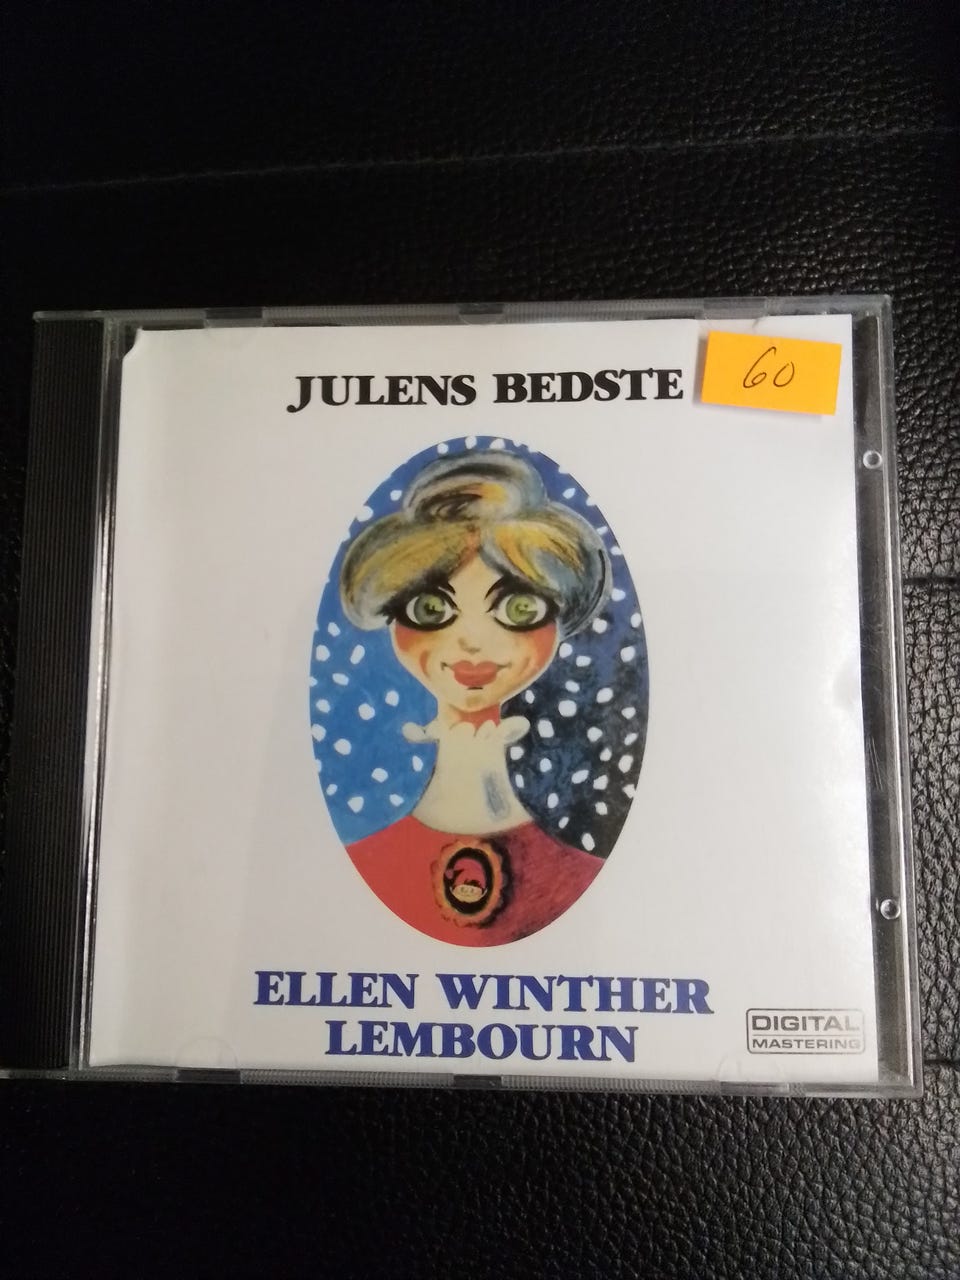 JULENS BEDSTE
60
ELLEN WINTHER
LEMBOURN
DIGITAL
MASTERING